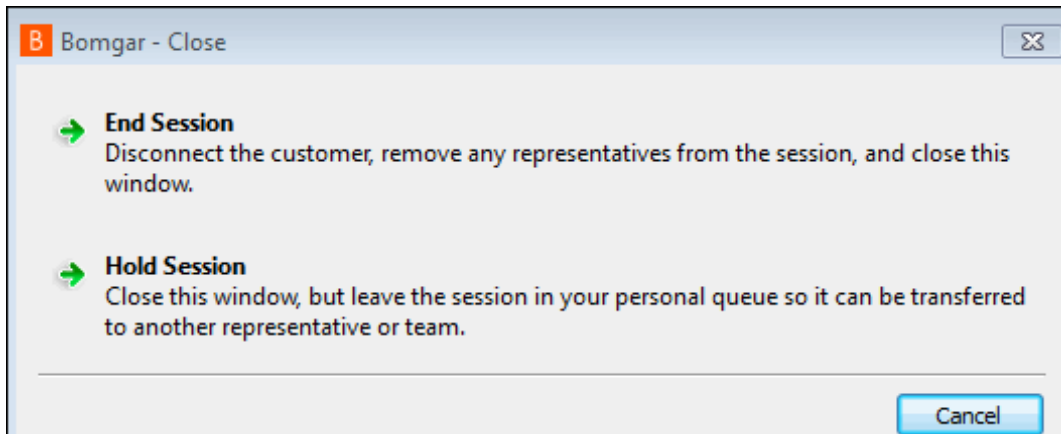 B Bomgar - Close
End Session
Disconnect the customer, remove any representatives from the session, and close this
window.
Hold Session
Close this window, but leave the session in your personal queue so it can be transferred
to another representative or team.
Cancel